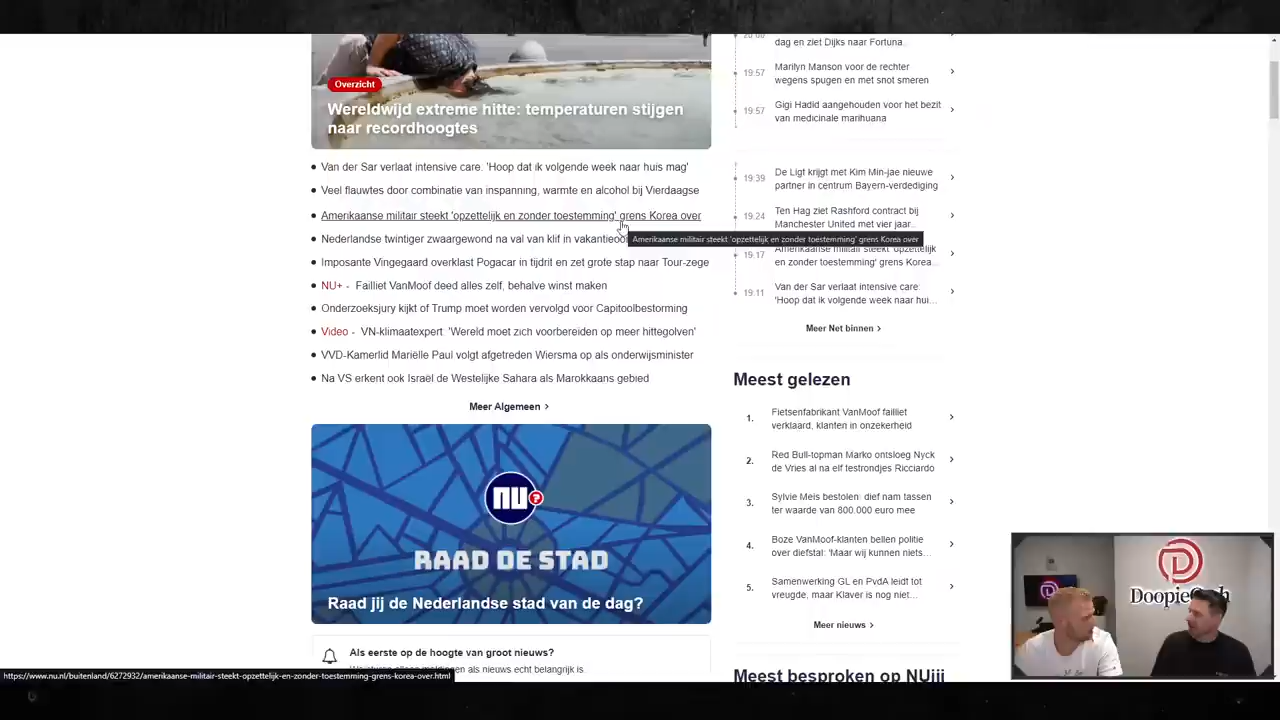 Overzicht
Wereldwijd extreme hitte: temperaturen stijgen
naar recordhoogtes
Van der Sar verlaat intensive care: 'Hoop dat ik volgende week naar huis mag'
Veel flauwtes door combinatie van inspanning, warmte en alcohol bij Vierdaagse
Amerikaanse militair steekt 'opzettelijk en zonder toestemming' grens Korea over
Nederlandse twintiger zwaargewond na val van klif in
Amerikaanse militair steekt 'opzettelijk en zonder toestemming' grens Korea over
Imposante Vingegaard overklast Pogacar in tijdrit en zet grote stap naar Tour-zege
NU+ - Failliet VanMoof deed alles zelf, behalve winst maken
Onderzoeksjury kijkt of Trump moet worden vervolgd voor Capitoolbestorming
Video - VN-klimaatexpert: 'Wereld moet zich voorbereiden op meer hittegolven'
VVD-Kamerlid Mariëlle Paul volgt afgetreden Wiersma op als onderwijsminister
Na VS erkent ook Israël de Westelijke Sahara als Marokkaans gebied
Meer Algemeen >
NU?
RAAD DE STAD
Raad jij de Nederlandse stad van de dag?
Als eerste op de hoogte van groot nieuws?
als nieuws echt belangrijk is.
dag en ziet Dijks naar Fortuna...
19:57 Marilyn Manson voor de rechter
wegens spugen en met snot smeren
19:57 Gigi Hadid aangehouden voor het bezit
van medicinale marihuana
19:39 De Ligt krijgt met Kim Min-jae nieuwe
partner in centrum Bayern-verdediging
19:24 Ten Hag ziet Rashford contract bij
Manchester United met vier jaar...
19:17 Amerikaanse militair steekt 'opzettelijk
en zonder toestemming' grens Korea...
19:11 Van der Sar verlaat intensive care:
'Hoop dat ik volgende week naar hui...
Meer Net binnen >
Meest gelezen
1. Fietsenfabrikant VanMoof failliet
verklaard, klanten in onzekerheid
2. Red Bull-topman Marko ontsloeg Nyck
de Vries al na elf testrondjes Ricciardo
3. Sylvie Meis bestolen: dief nam tassen
ter waarde van 800.000 euro mee
4. Boze VanMoof-klanten bellen politie
over diefstal: 'Maar wij kunnen niets...
5. Samenwerking GL en PvdA leidt tot
vreugde, maar Klaver is nog niet...
Meer nieuws >
Meest besproken op NUjij
https://www.nu.nl/buitenland/6272932/amerikaanse-militair-steekt-opzettelijk-en-zonder-toestemming-grens-korea-over.html